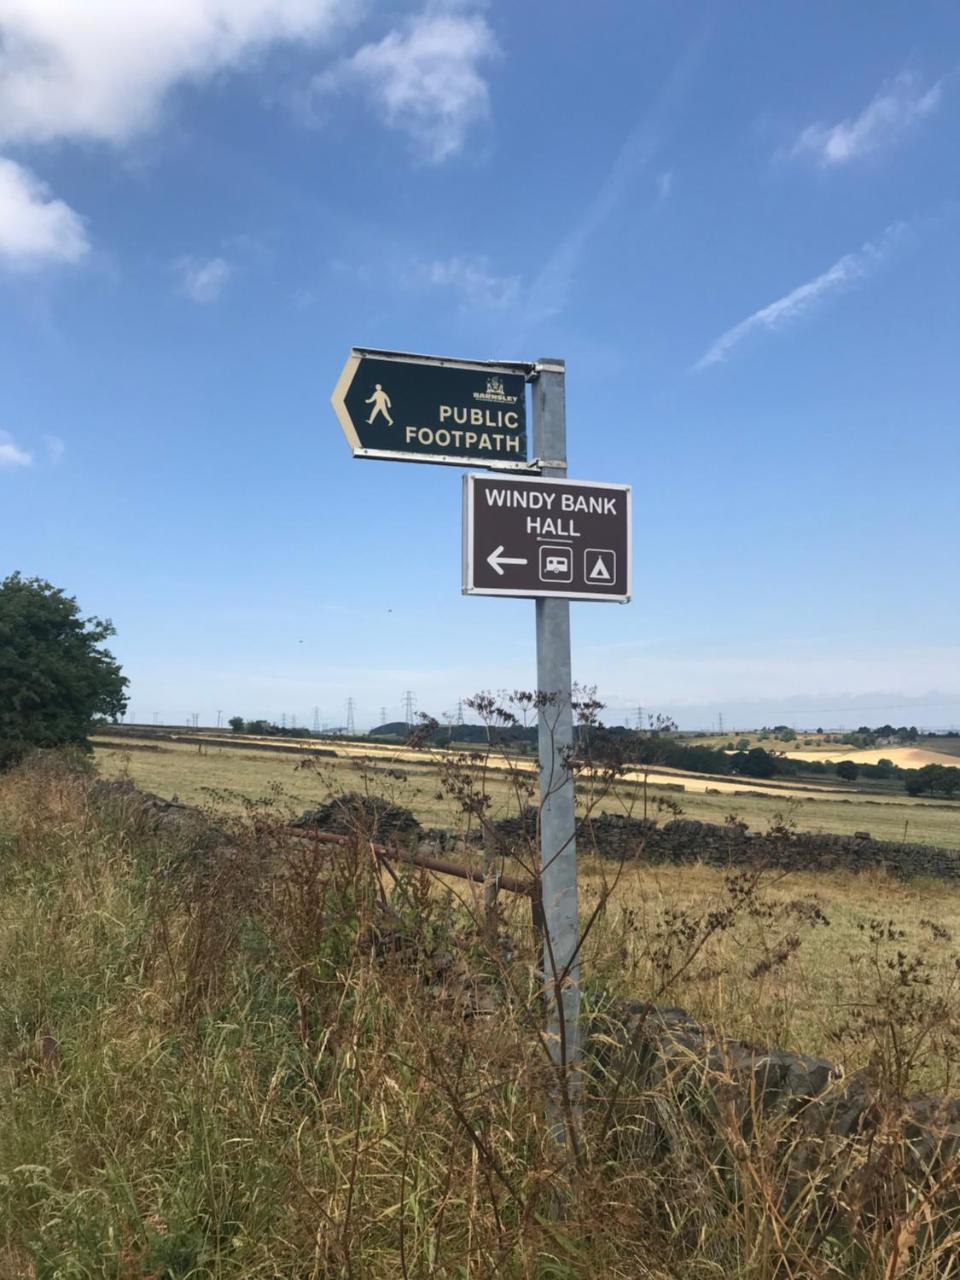 BARNSLEY
PUBLIC
FOOTPATH
WINDY BANK
HALL